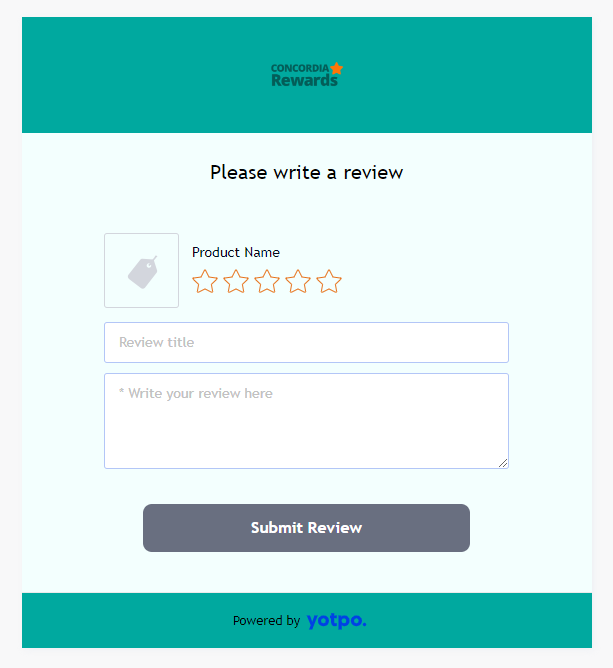 CONCORDIA
Rewards
Please write a review
Product Name
Review title
* Write your review here
Submit Review
Powered by yotpo.